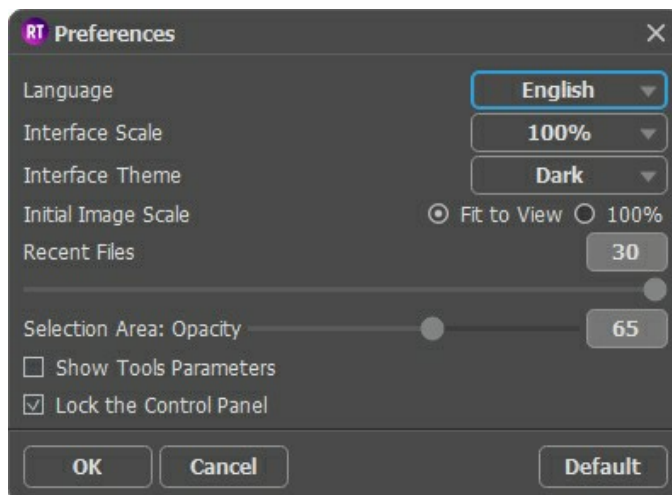 RT Preferences
Language English
Interface Scale 100%
Interface Theme Dark
Initial Image Scale Fit to View 100%
Recent Files 30
Selection Area: Opacity 65
Show Tools Parameters
Lock the Control Panel
OK Cancel Default